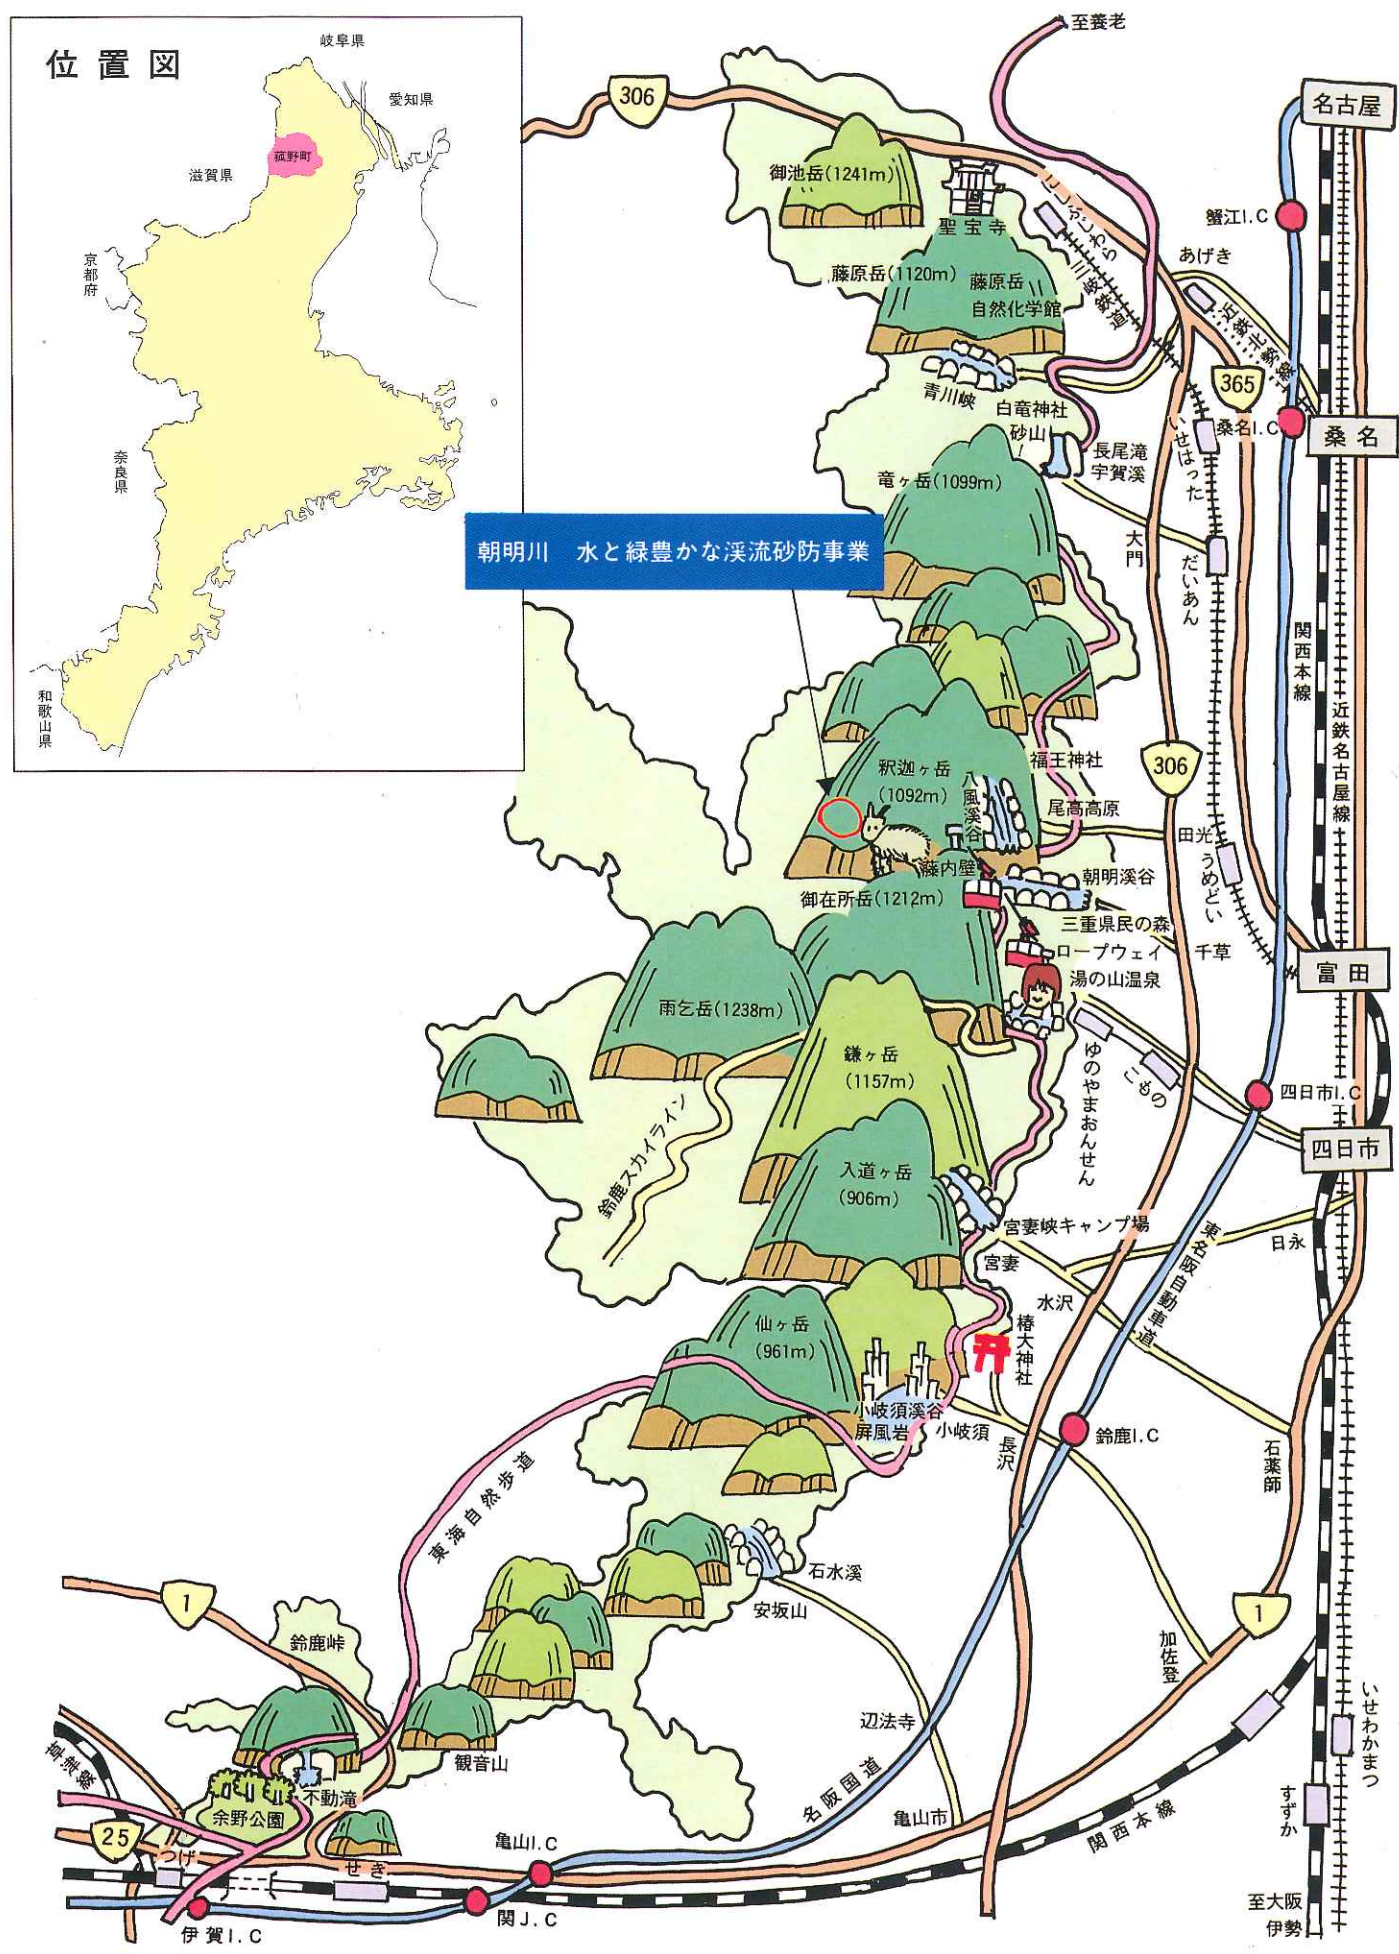 位置図
岐阜県
愛知県
菰野町
滋賀県
京都府
奈良県
和歌山県
至養老
306
名古屋
御池岳(1241m)
聖宝寺
にしふじわら
三岐鉄道
蟹江I.C
あげき
藤原岳(1120m)
藤原岳
自然化学館
近鉄北勢線
365
青川峡
白竜神社
砂山
桑名I.C
桑名
いせはった
長尾滝
宇賀溪
竜ヶ岳(1099m)
大門
だいあん
朝明川 水と緑豊かな渓流砂防事業
関西本線
近鉄名古屋線
306
福王神社
釈迦ヶ岳
(1092m)
八風溪谷
尾高高原
田光
うめどい
藤内壁
朝明溪谷
御在所岳(1212m)
三重県民の森
ロープウェイ
千草
富田
湯の山温泉
雨乞岳(1238m)
鎌ヶ岳
(1157m)
ゆのやまおんせん
こもの
四日市I.C
四日市
鈴鹿スカイライン
入道ヶ岳
(906m)
宮妻峡キャンプ場
宮妻
東名阪自動車道
日永
水沢
仙ヶ岳
(961m)
椿大神社
小岐須溪谷
屏風岩
小岐須
長沢
鈴鹿I.C
石薬師
東海自然歩道
石水溪
安坂山
1
鈴鹿峠
1
加佐登
辺法寺
いせわかまつ
観音山
草津線
不動滝
余野公園
名阪国道
亀山市
関西本線
すずか
25
つげ
せき
亀山I.C
関J.C
伊賀I.C
至大阪
伊勢